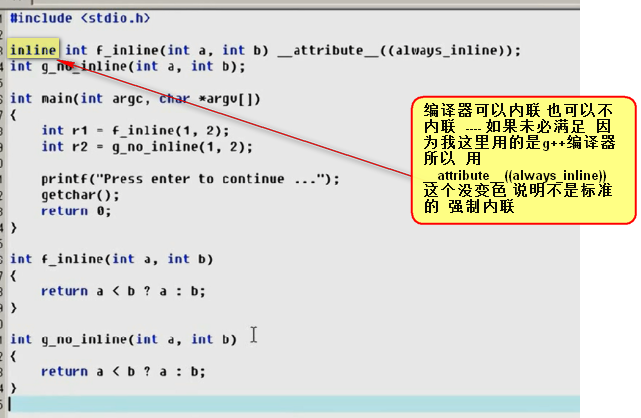 #include <stdio.h>
inline int f_inline(int a, int b) __attribute__((always_inline));
int g_no_inline(int a, int b);
int main(int argc, char *argv[])
{
int r1 = f_inline(1, 2);
int r2 = g_no_inline(1, 2);
printf("Press enter to continue ...");
getchar();
return 0;
}
int f_inline(int a, int b)
{
return a < b ? a : b;
}
int g_no_inline(int a, int b)
{
return a < b ? a : b;
}
编译器可以内联 也可以不
内联 ---- 如果未必满足 因
为我这里用的是g++编译器
所以 用
__attribute__((always_inline))
这个没变色 说明不是标准
的 强制内联